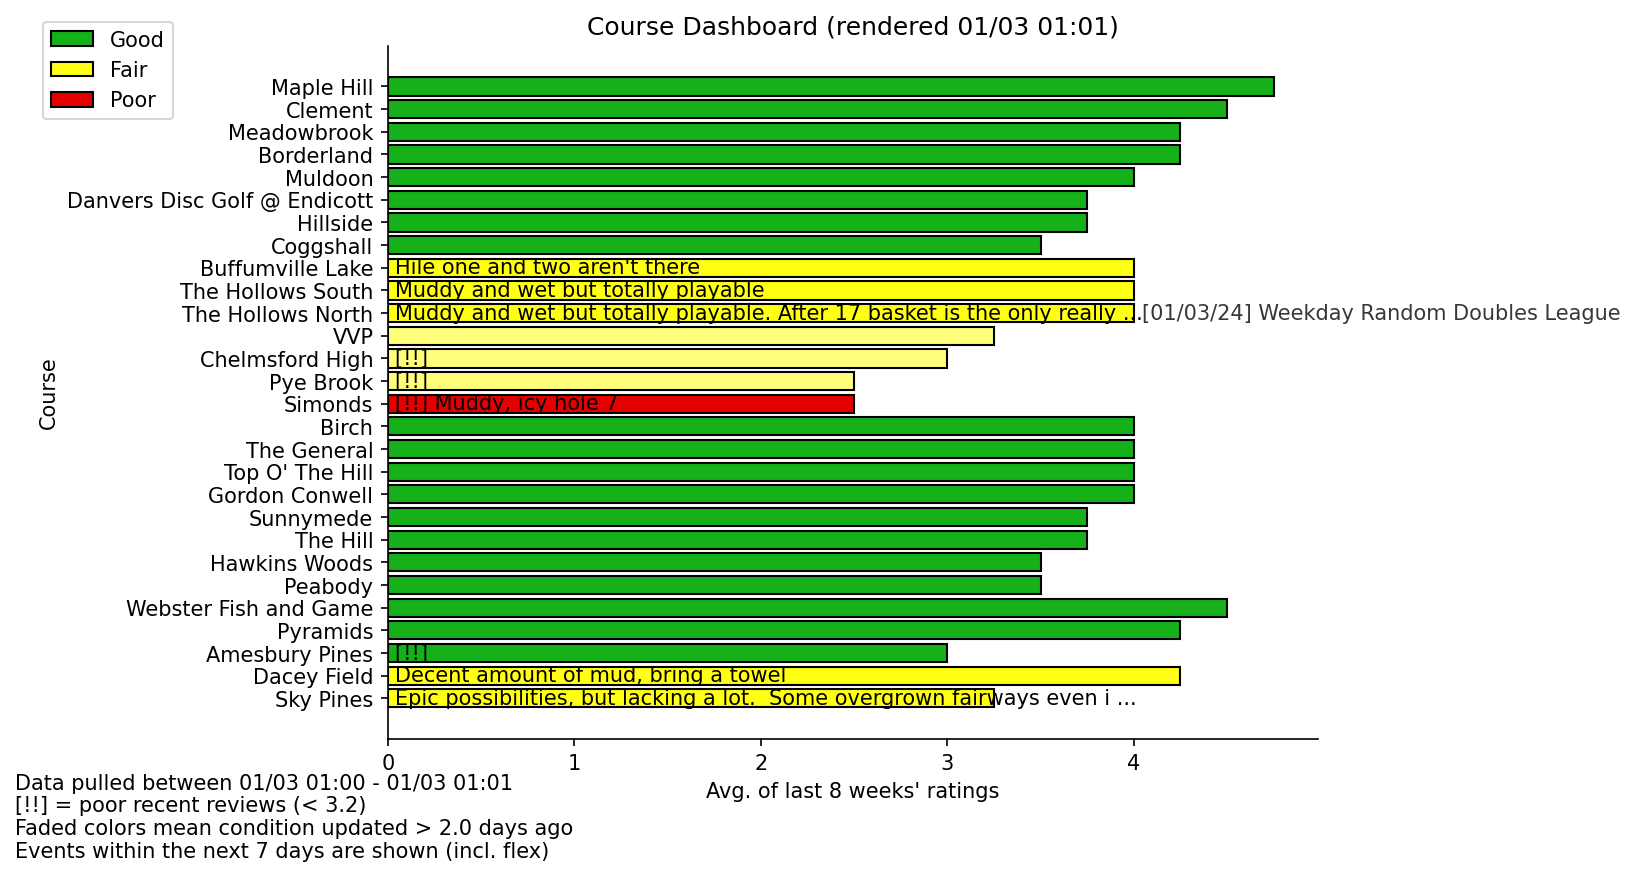 Course Dashboard (rendered 01/03 01:01)
Good
Fair
Poor
Course
Maple Hill
Clement
Meadowbrook
Borderland
Muldoon
Danvers Disc Golf @ Endicott
Hillside
Coggshall
Buffumville Lake Hile one and two aren't there
The Hollows South Muddy and wet but totally playable
The Hollows North Muddy and wet but totally playable. After 17 basket is the only really ... [01/03/24] Weekday Random Doubles League
VVP
Chelmsford High [!!]
Pye Brook [!!]
Simonds [!!] Muddy, icy hole 7
Birch
The General
Top O' The Hill
Gordon Conwell
Sunnymede
The Hill
Hawkins Woods
Peabody
Webster Fish and Game
Pyramids
Amesbury Pines [!!]
Dacey Field Decent amount of mud, bring a towel
Sky Pines Epic possibilities, but lacking a lot.  Some overgrown fairways even i ...
0 1 2 3 4
Avg. of last 8 weeks' ratings
Data pulled between 01/03 01:00 - 01/03 01:01
[!!] = poor recent reviews (< 3.2)
Faded colors mean condition updated > 2.0 days ago
Events within the next 7 days are shown (incl. flex)